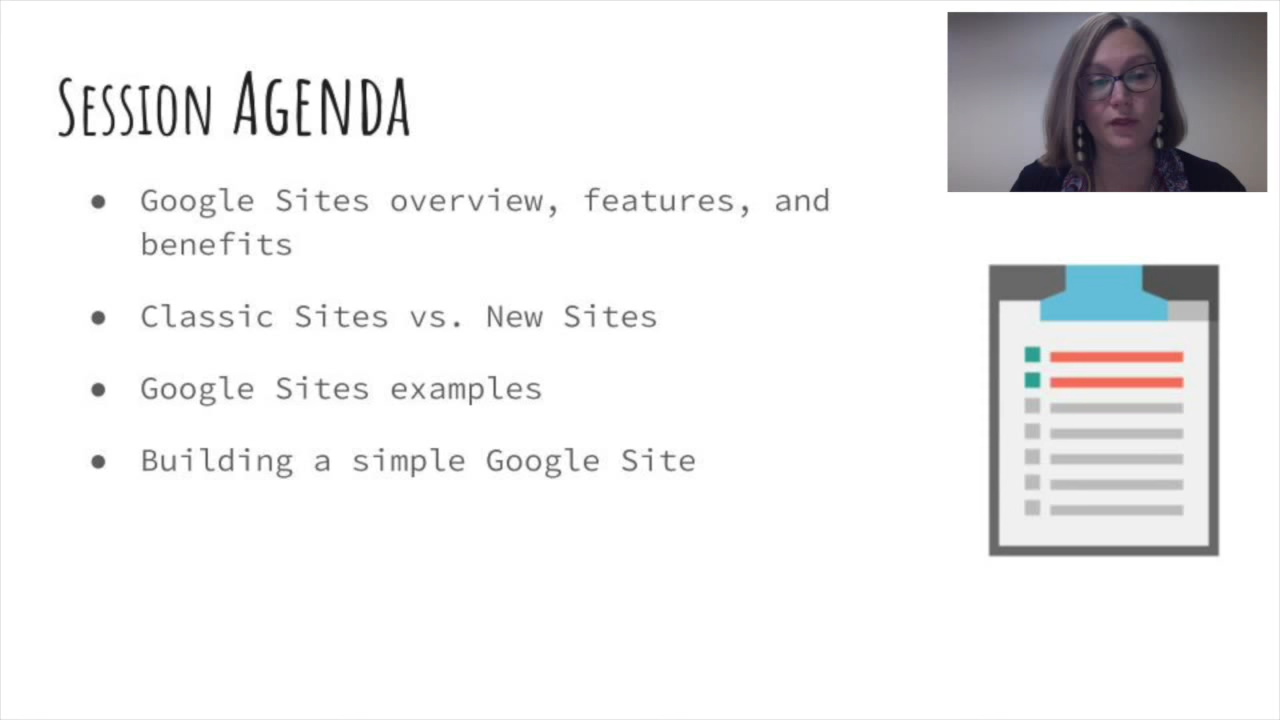 Session Agenda
● Google Sites overview, features, and
benefits
● Classic Sites vs. New Sites
● Google Sites examples
● Building a simple Google Site